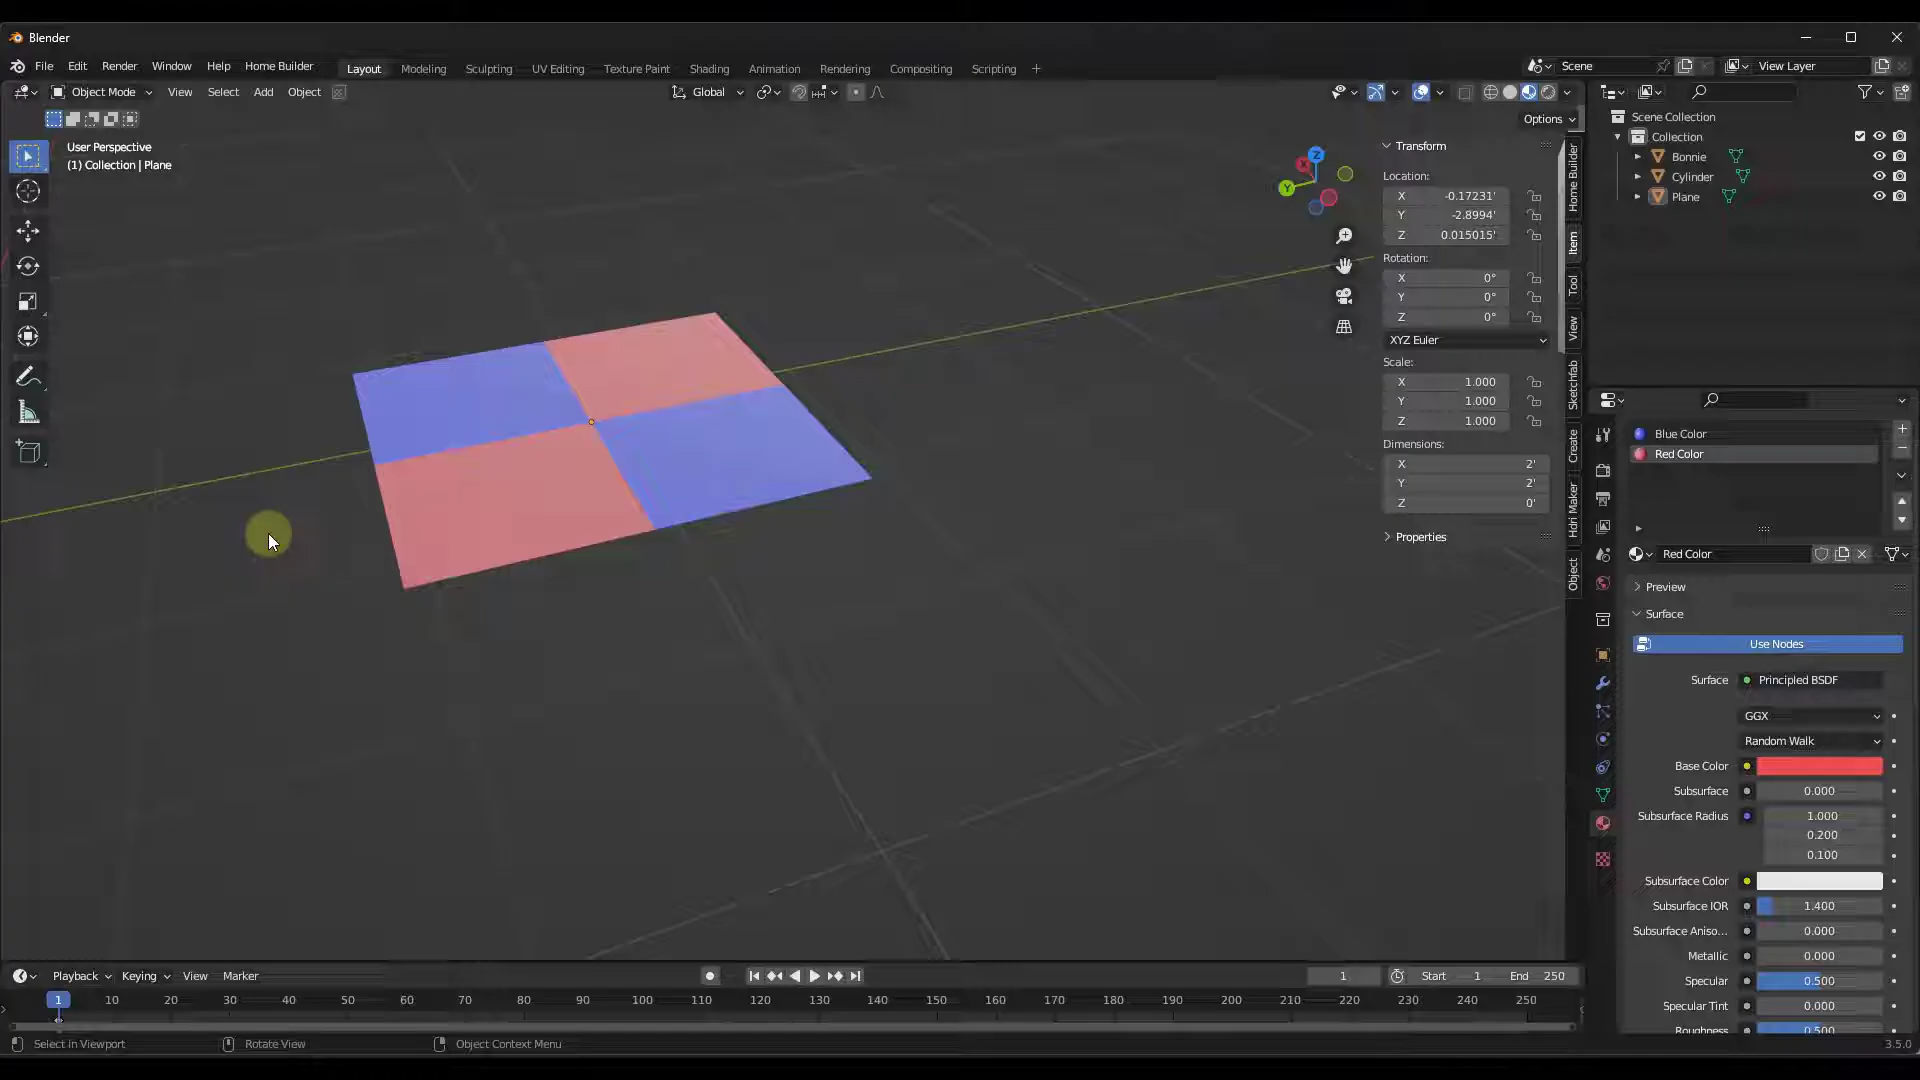 Blender
File Edit Render Window Help Home Builder
Layout Modeling Sculpting UV Editing Texture Paint Shading Animation Rendering Compositing Scripting +
Scene View Layer
Object Mode View Select Add Object Global
Options
User Perspective
(1) Collection | Plane
Z
X
Y
Transform
Location:
X -0.17231'
Y -2.8994'
Z 0.015015'
Rotation:
X 0°
Y 0°
Z 0°
XYZ Euler
Scale:
X 1.000
Y 1.000
Z 1.000
Dimensions:
X 2'
Y 2'
Z 0'
Properties
Home Builder
Item
Tool
View
Sketchfab
Create
Hdri Maker
Object
Scene Collection
Collection
Bonnie
Cylinder
Plane
Blue Color
Red Color
Red Color
Preview
Surface
Use Nodes
Surface Principled BSDF
GGX
Random Walk
Base Color
Subsurface 0.000
Subsurface Radius 1.000
0.200
0.100
Subsurface Color
Subsurface IOR 1.400
Subsurface Aniso... 0.000
Metallic 0.000
Specular 0.500
Specular Tint 0.000
Roughness 0.500
Playback Keying View Marker
1 Start 1 End 250
1 10 20 30 40 50 60 70 80 90 100 110 120 130 140 150 160 170 180 190 200 210 220 230 240 250
Select in Viewport Rotate View Object Context Menu
3.5.0